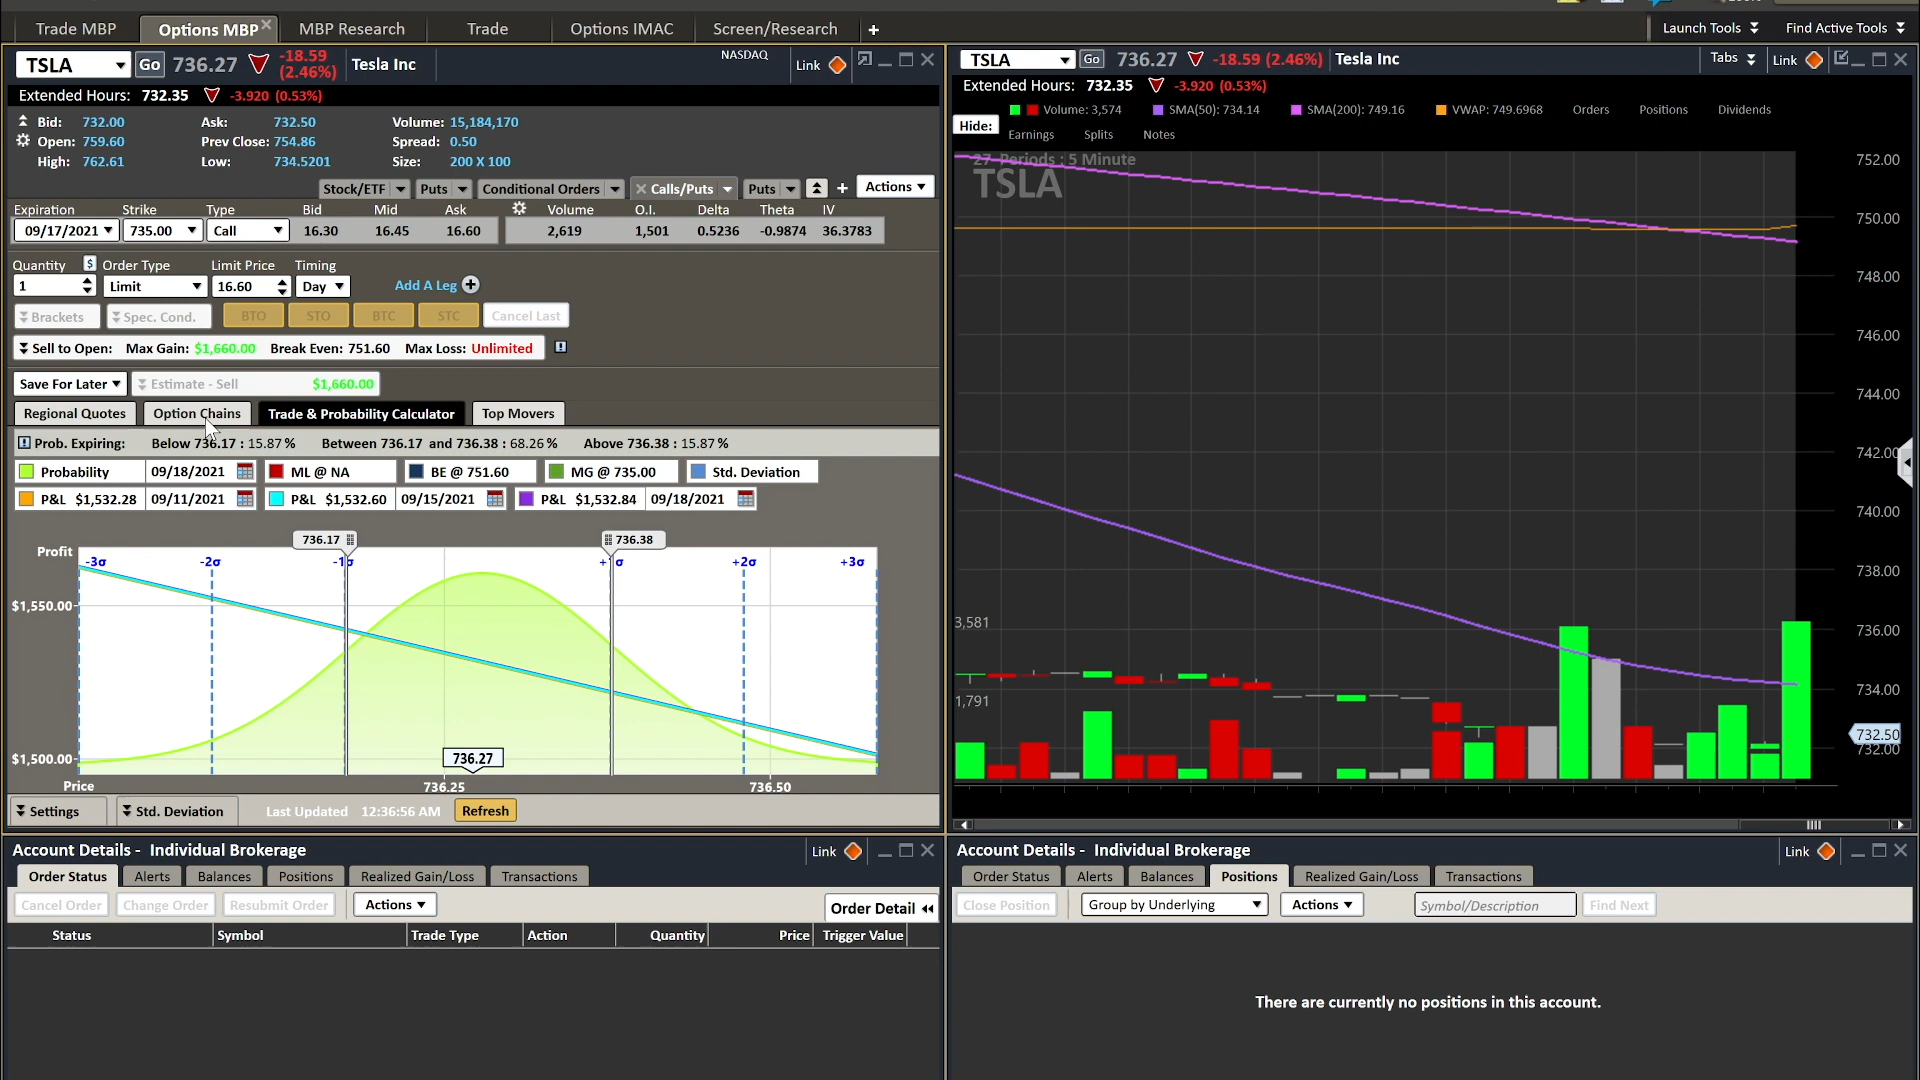 Trade MBP Options MBP MBP Research Trade Options IMAC Screen/Research + Launch Tools Find Active Tools
TSLA Go 736.27 -18.59 (2.46%) Tesla Inc NASDAQ Link
Extended Hours: 732.35 -3.920 (0.53%)
Bid: 732.00 Ask: 732.50 Volume: 15,184,170
Open: 759.60 Prev Close: 754.86 Spread: 0.50
High: 762.61 Low: 734.5201 Size: 200 X 100
Stock/ETF Puts Conditional Orders Calls/Puts Puts + Actions
Expiration Strike Type Bid Mid Ask Volume O.I. Delta Theta IV
09/17/2021 735.00 Call 16.30 16.45 16.60 2,619 1,501 0.5236 -0.9874 36.3783
Quantity $ Order Type Limit Price Timing
1 Limit 16.60 Day Add A Leg +
Brackets Spec. Cond. BTO STO BTC STC Cancel Last
Sell to Open: Max Gain: $1,660.00 Break Even: 751.60 Max Loss: Unlimited
Save For Later Estimate - Sell $1,660.00
Regional Quotes Option Chains Trade & Probability Calculator Top Movers
Prob. Expiring: Below 736.17 : 15.87 % Between 736.17 and 736.38 : 68.26 % Above 736.38 : 15.87 %
Probability 09/18/2021 ML @ NA BE @ 751.60 MG @ 735.00 Std. Deviation
P&L $1,532.28 09/11/2021 P&L $1,532.60 09/15/2021 P&L $1,532.84 09/18/2021
736.17 736.38
Profit -3σ -2σ -1σ +1σ +2σ +3σ
$1,550.00
$1,500.00 736.27
Price 736.25 736.50
Settings Std. Deviation Last Updated 12:36:56 AM Refresh
TSLA Go 736.27 -18.59 (2.46%) Tesla Inc Tabs Link
Extended Hours: 732.35 -3.920 (0.53%)
Volume: 3,574 SMA(50): 734.14 SMA(200): 749.16 VWAP: 749.6968 Orders Positions Dividends
Hide: Earnings Splits Notes
27 Periods : 5 Minute
TSLA
752.00
750.00
748.00
746.00
744.00
742.00
740.00
738.00
3,581 736.00
1,791 734.00
732.50
732.00
Account Details - Individual Brokerage Link
Order Status Alerts Balances Positions Realized Gain/Loss Transactions
Cancel Order Change Order Resubmit Order Actions Order Detail
Status Symbol Trade Type Action Quantity Price Trigger Value
Account Details - Individual Brokerage Link
Order Status Alerts Balances Positions Realized Gain/Loss Transactions
Close Position Group by Underlying Actions Symbol/Description Find Next
There are currently no positions in this account.